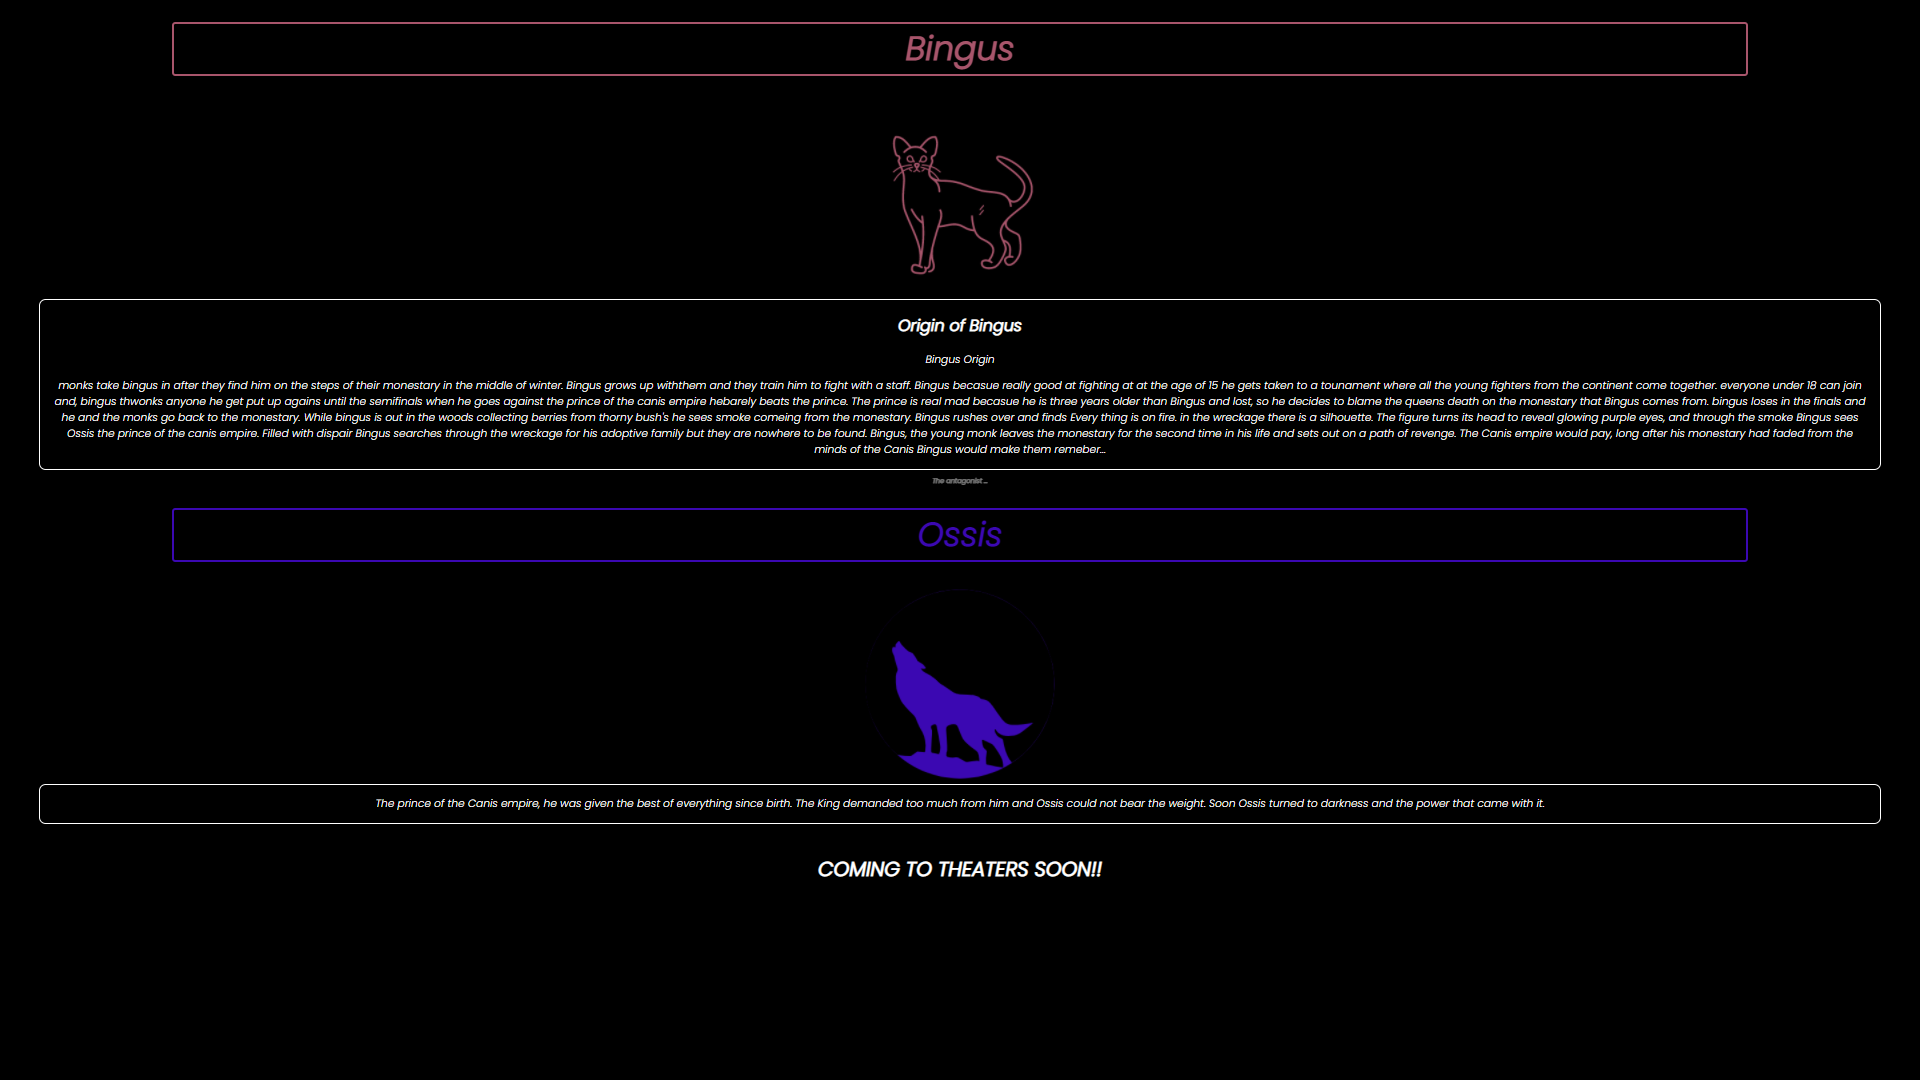 Bingus
Origin of Bingus
Bingus Origin
monks take bingus in after they find him on the steps of their monestary in the middle of winter. Bingus grows up withthem and they train him to fight with a staff. Bingus becasue really good at fighting at at the age of 15 he gets taken to a tounament where all the young fighters from the continent come together. everyone under 18 can join
and, bingus thwonks anyone he get put up agains until the semifinals when he goes against the prince of the canis empire hebarely beats the prince. The prince is real mad becasue he is three years older than Bingus and lost, so he decides to blame the queens death on the monestary that Bingus comes from. bingus loses in the finals and
he and the monks go back to the monestary. While bingus is out in the woods collecting berries from thorny bush's he sees smoke comeing from the monestary. Bingus rushes over and finds Every thing is on fire. in the wreckage there is a silhouette. The figure turns its head to reveal glowing purple eyes, and through the smoke Bingus sees
Ossis the prince of the canis empire. Filled with dispair Bingus searches through the wreckage for his adoptive family but they are nowhere to be found. Bingus, the young monk leaves the monestary for the second time in his life and sets out on a path of revenge. The Canis empire would pay, long after his monestary had faded from the
minds of the Canis Bingus would make them remeber...
The antagonist ...
Ossis
The prince of the Canis empire, he was given the best of everything since birth. The King demanded too much from him and Ossis could not bear the weight. Soon Ossis turned to darkness and the power that came with it.
COMING TO THEATERS SOON!!